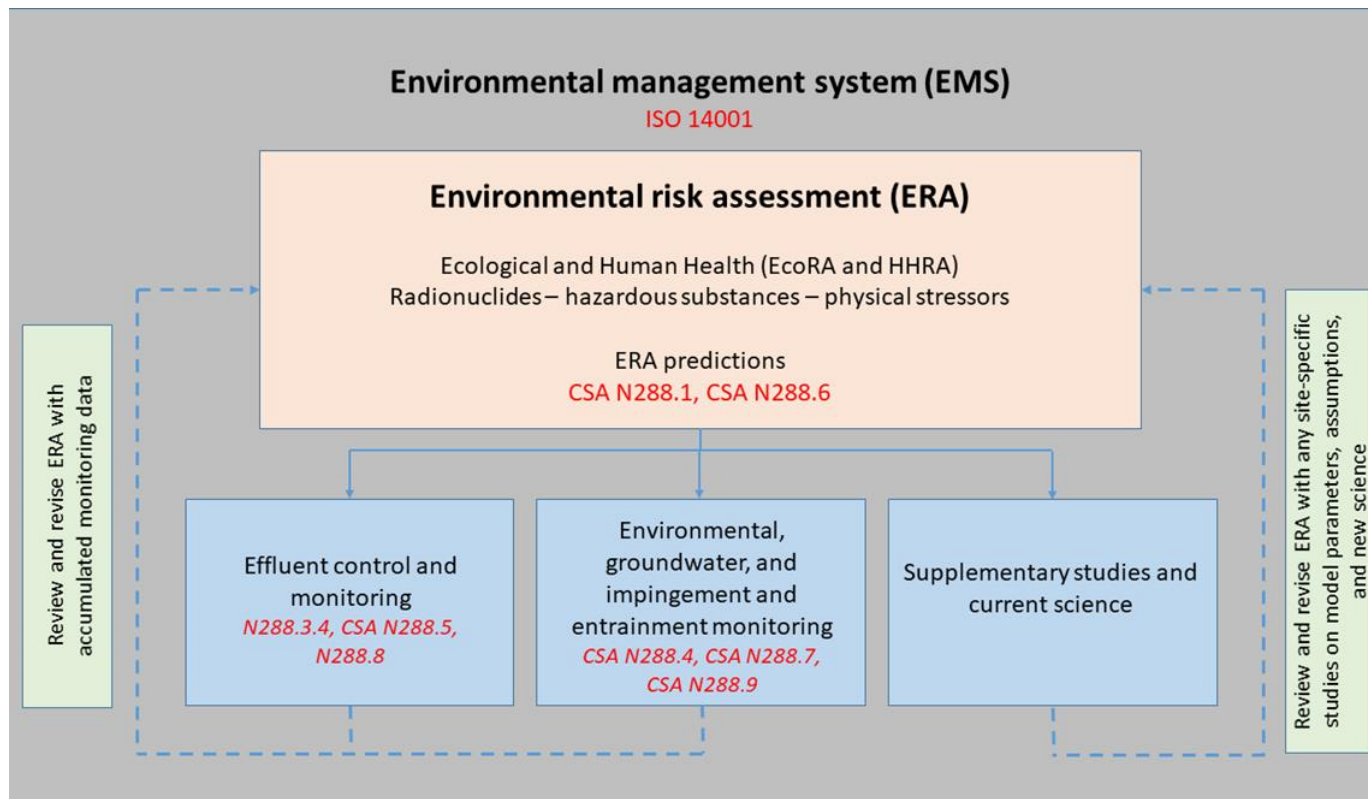 Environmental management system (EMS)
ISO 14001
Environmental risk assessment (ERA)
Ecological and Human Health (EcoRA and HHRA)
Radionuclides – hazardous substances – physical stressors
ERA predictions
CSA N288.1, CSA N288.6
Review and revise ERA with
accumulated monitoring data
Effluent control and
monitoring
N288.3.4, CSA N288.5,
N288.8
Environmental,
groundwater, and
impingement and
entrainment monitoring
CSA N288.4, CSA N288.7,
CSA N288.9
Supplementary studies and
current science
Review and revise ERA with any site-specific
studies on model parameters, assumptions,
and new science